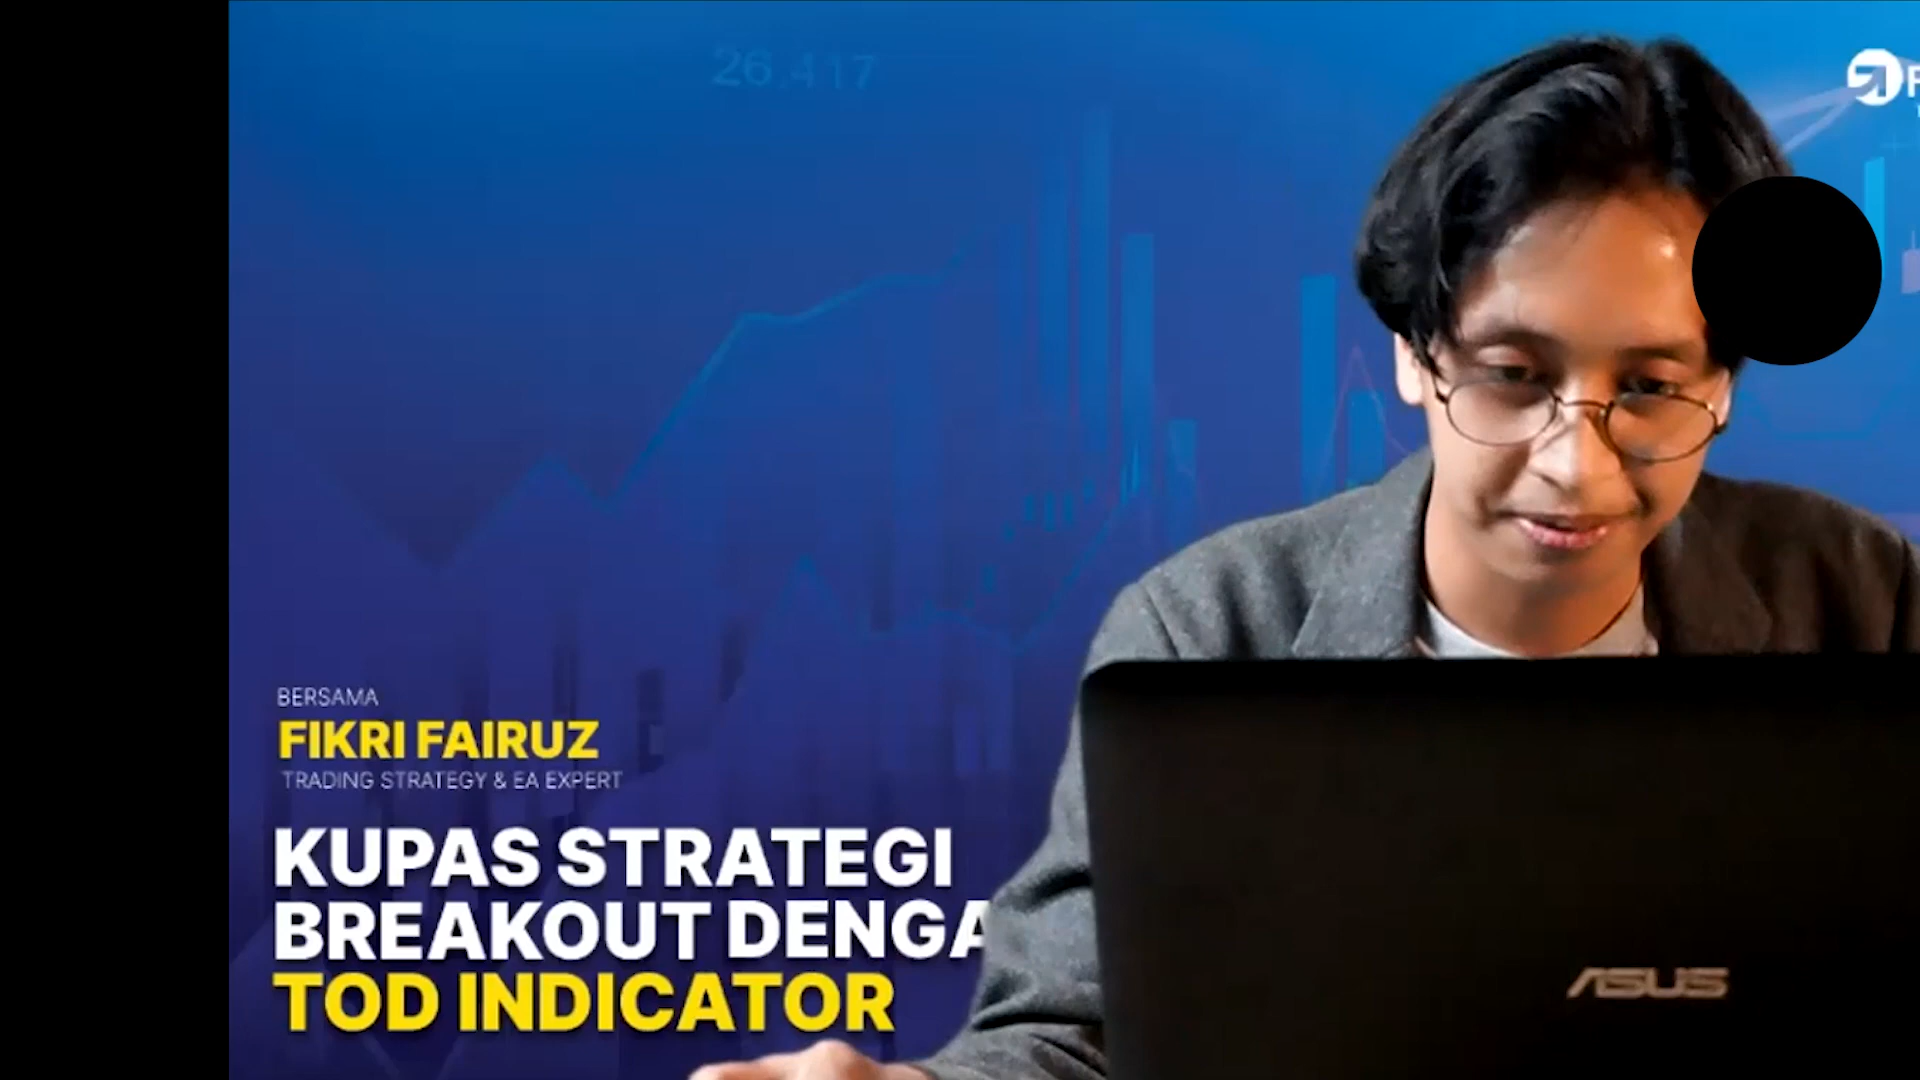 26,417
BERSAMA
FIKRI FAIRUZ
TRADING STRATEGY & EA EXPERT
KUPAS STRATEGI
BREAKOUT DENGA
TOD INDICATOR
ASUS